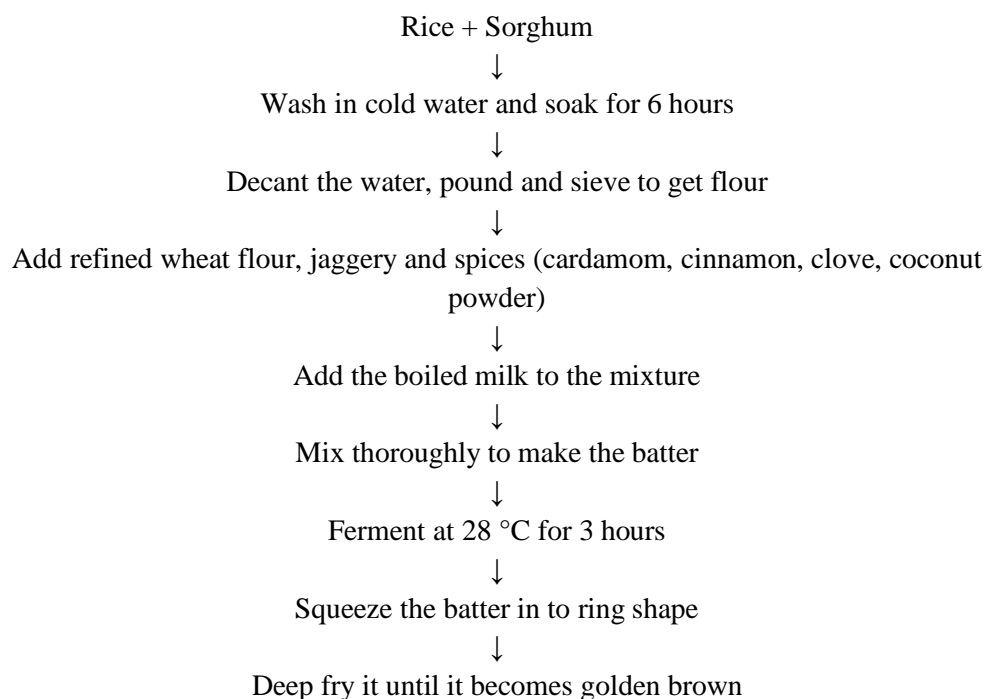 Rice + Sorghum
↓
Wash in cold water and soak for 6 hours
↓
Decant the water, pound and sieve to get flour
↓
Add refined wheat flour, jaggery and spices (cardamom, cinnamon, clove, coconut
powder)
↓
Add the boiled milk to the mixture
↓
Mix thoroughly to make the batter
↓
Ferment at 28 °C for 3 hours
↓
Squeeze the batter in to ring shape
↓
Deep fry it until it becomes golden brown